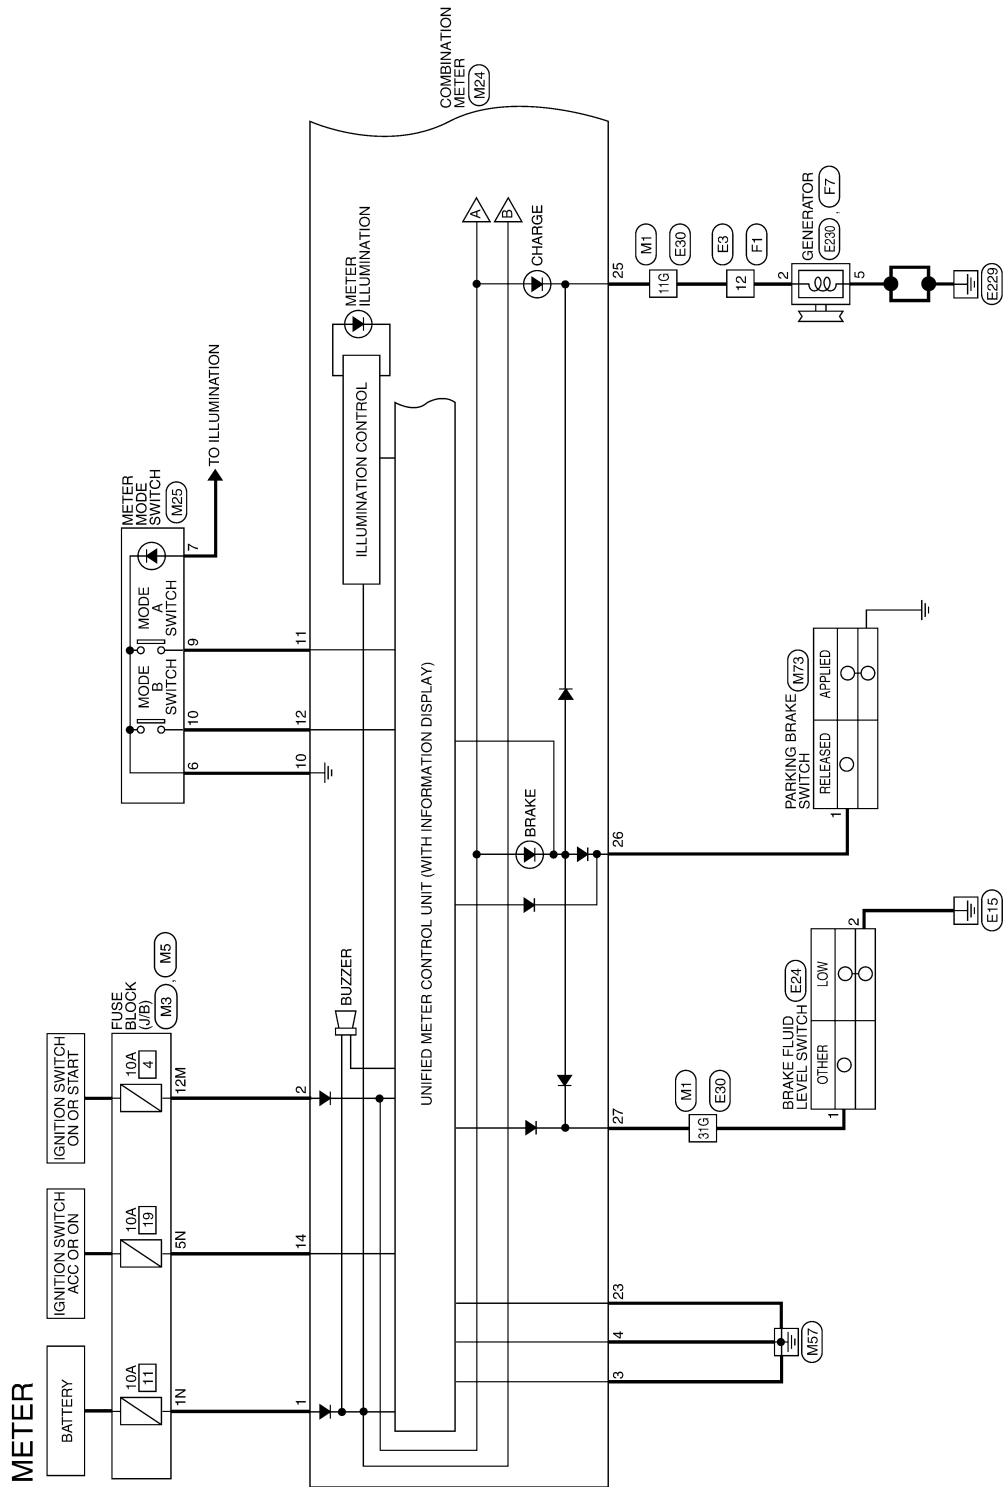 METER
BATTERY
IGNITION SWITCH
ACC OR ON
IGNITION SWITCH
ON OR START
10A
11
10A
19
10A
4
FUSE
BLOCK
(J/B)
M3 , M5
1N
5N
12M
METER
MODE
SWITCH
M25
MODE
B
SWITCH
MODE
A
SWITCH
6
10
9
7
TO ILLUMINATION
1
14
2
10
12
11
COMBINATION
METER
M24
BUZZER
ILLUMINATION CONTROL
METER
ILLUMINATION
UNIFIED METER CONTROL UNIT (WITH INFORMATION DISPLAY)
A
B
BRAKE
CHARGE
3
4
23
27
26
25
M57
31G
M1
E30
BRAKE FLUID
LEVEL SWITCH
E24
OTHER
LOW
1
2
E15
PARKING BRAKE
SWITCH
M73
RELEASED
APPLIED
1
11G
M1
E30
12
E3
F1
GENERATOR
E230 , F7
2
5
E229